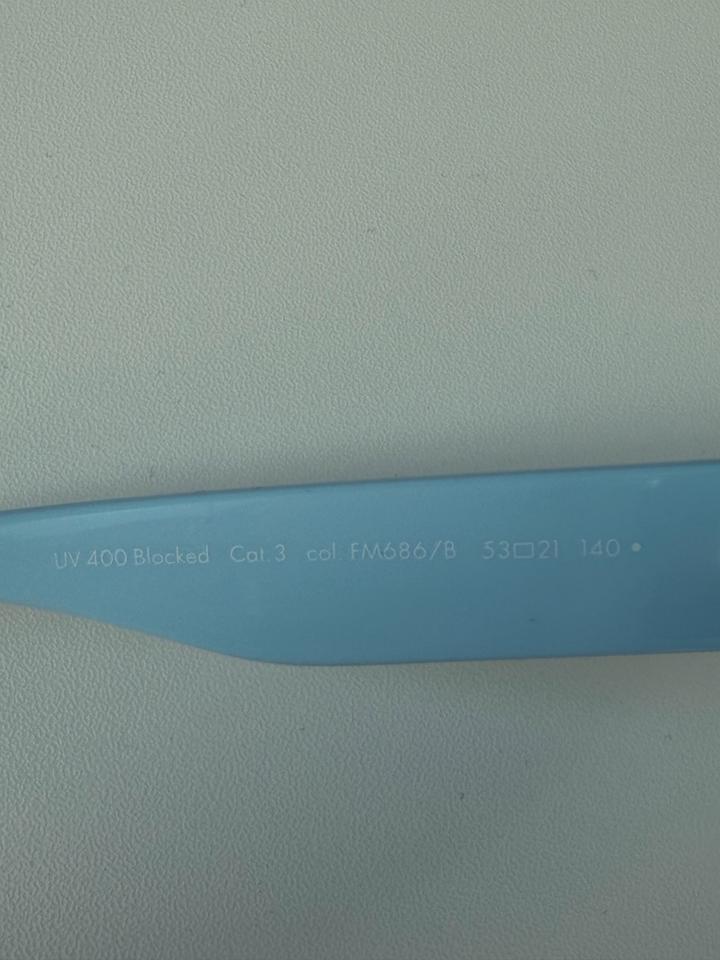 UV 400 Blocked Cat.3 col. FM686/B 53□21 140 •